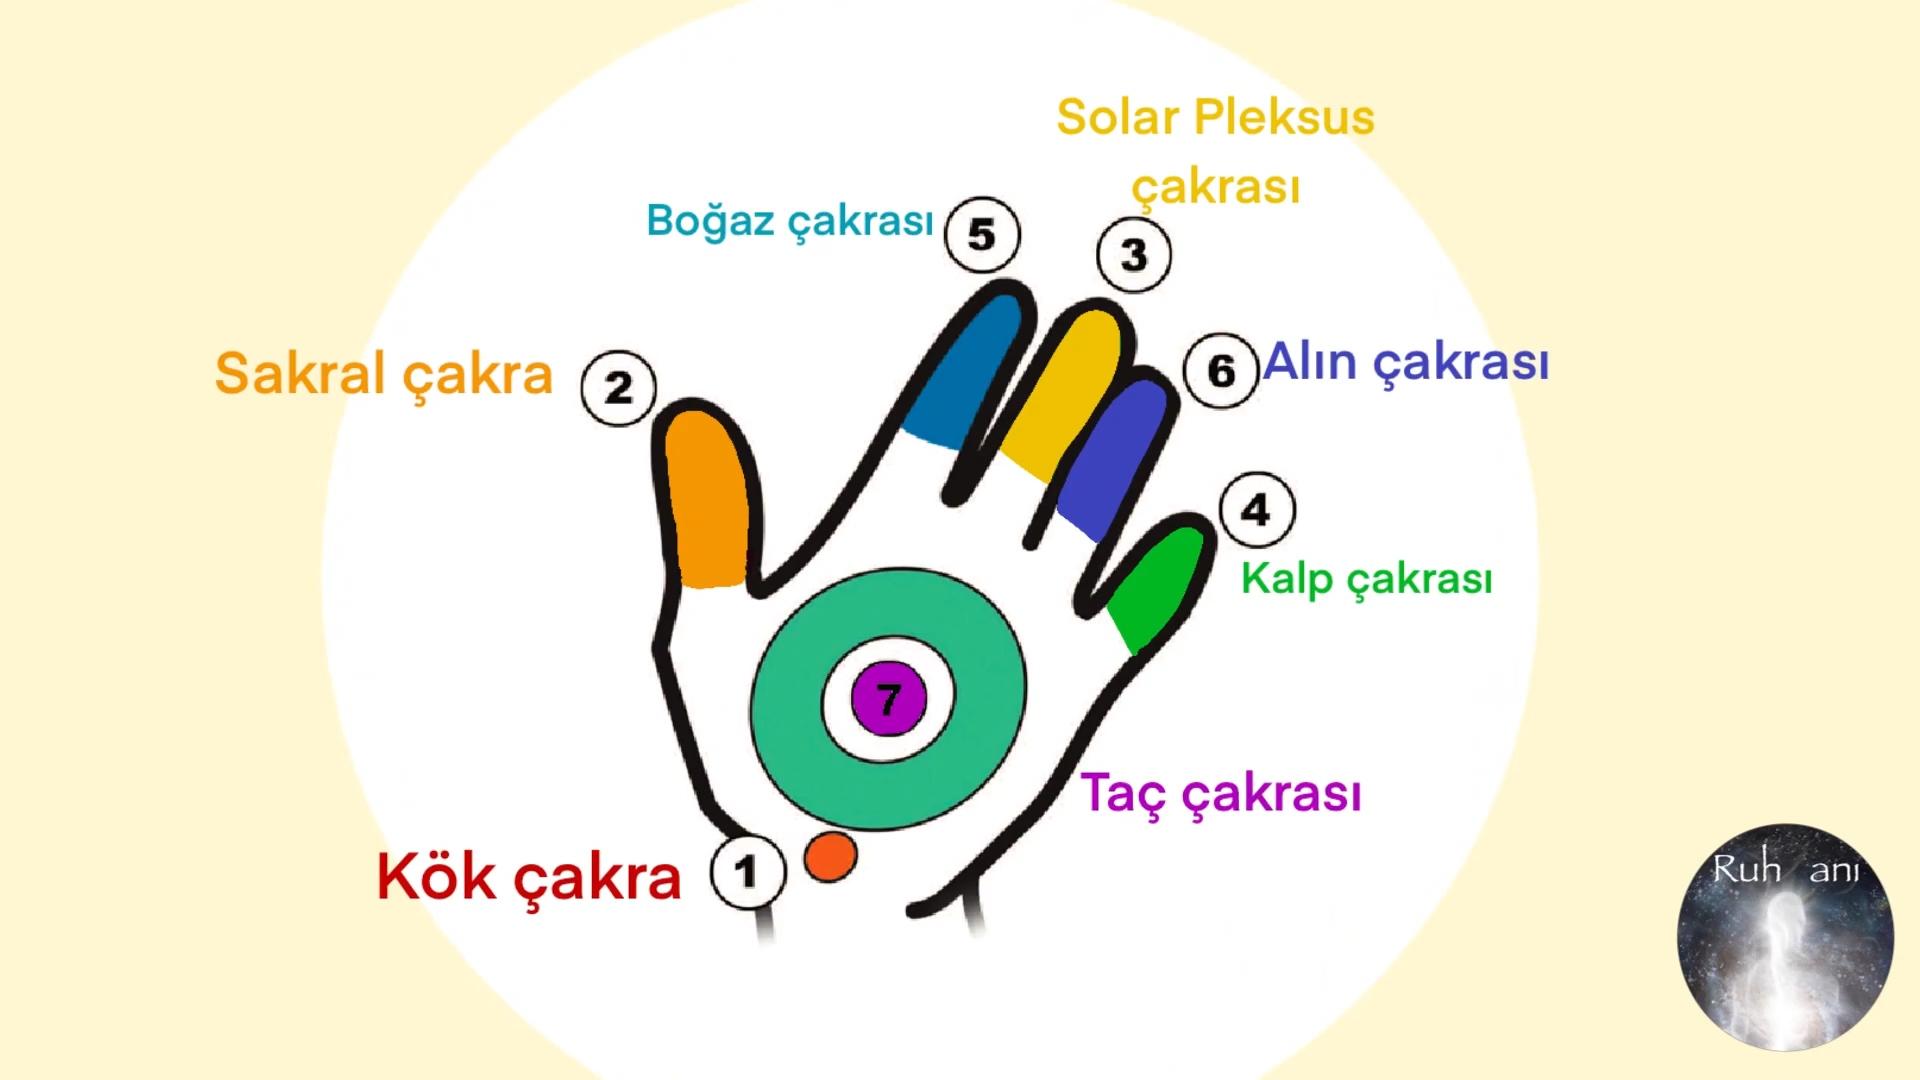 Solar Pleksus
çakrası
Boğaz çakrası
5
3
Sakral çakra
2
6
Alın çakrası
4
Kalp çakrası
7
Taç çakrası
Kök çakra
1
Ruh anı